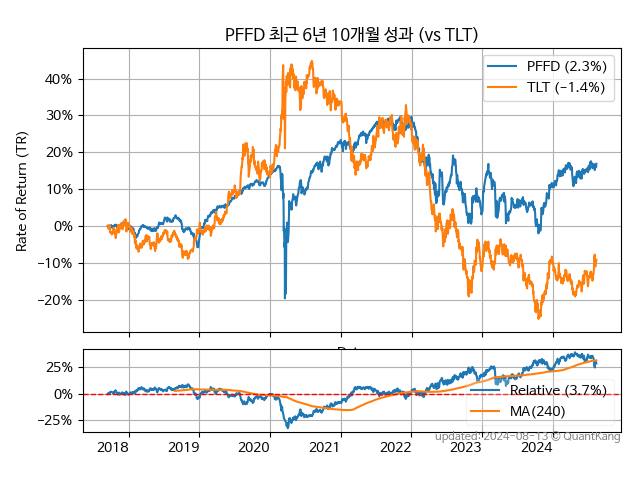 PFFD 최근 6년 10개월 성과 (vs TLT)
PFFD (2.3%)
TLT (−1.4%)
Rate of Return (TR)
40%
30%
20%
10%
0%
−10%
−20%
25%
0%
−25%
Relative (3.7%)
MA(240)
2018 2019 2020 2021 2022 2023 2024
updated: 2024-08-13 © QuantKang